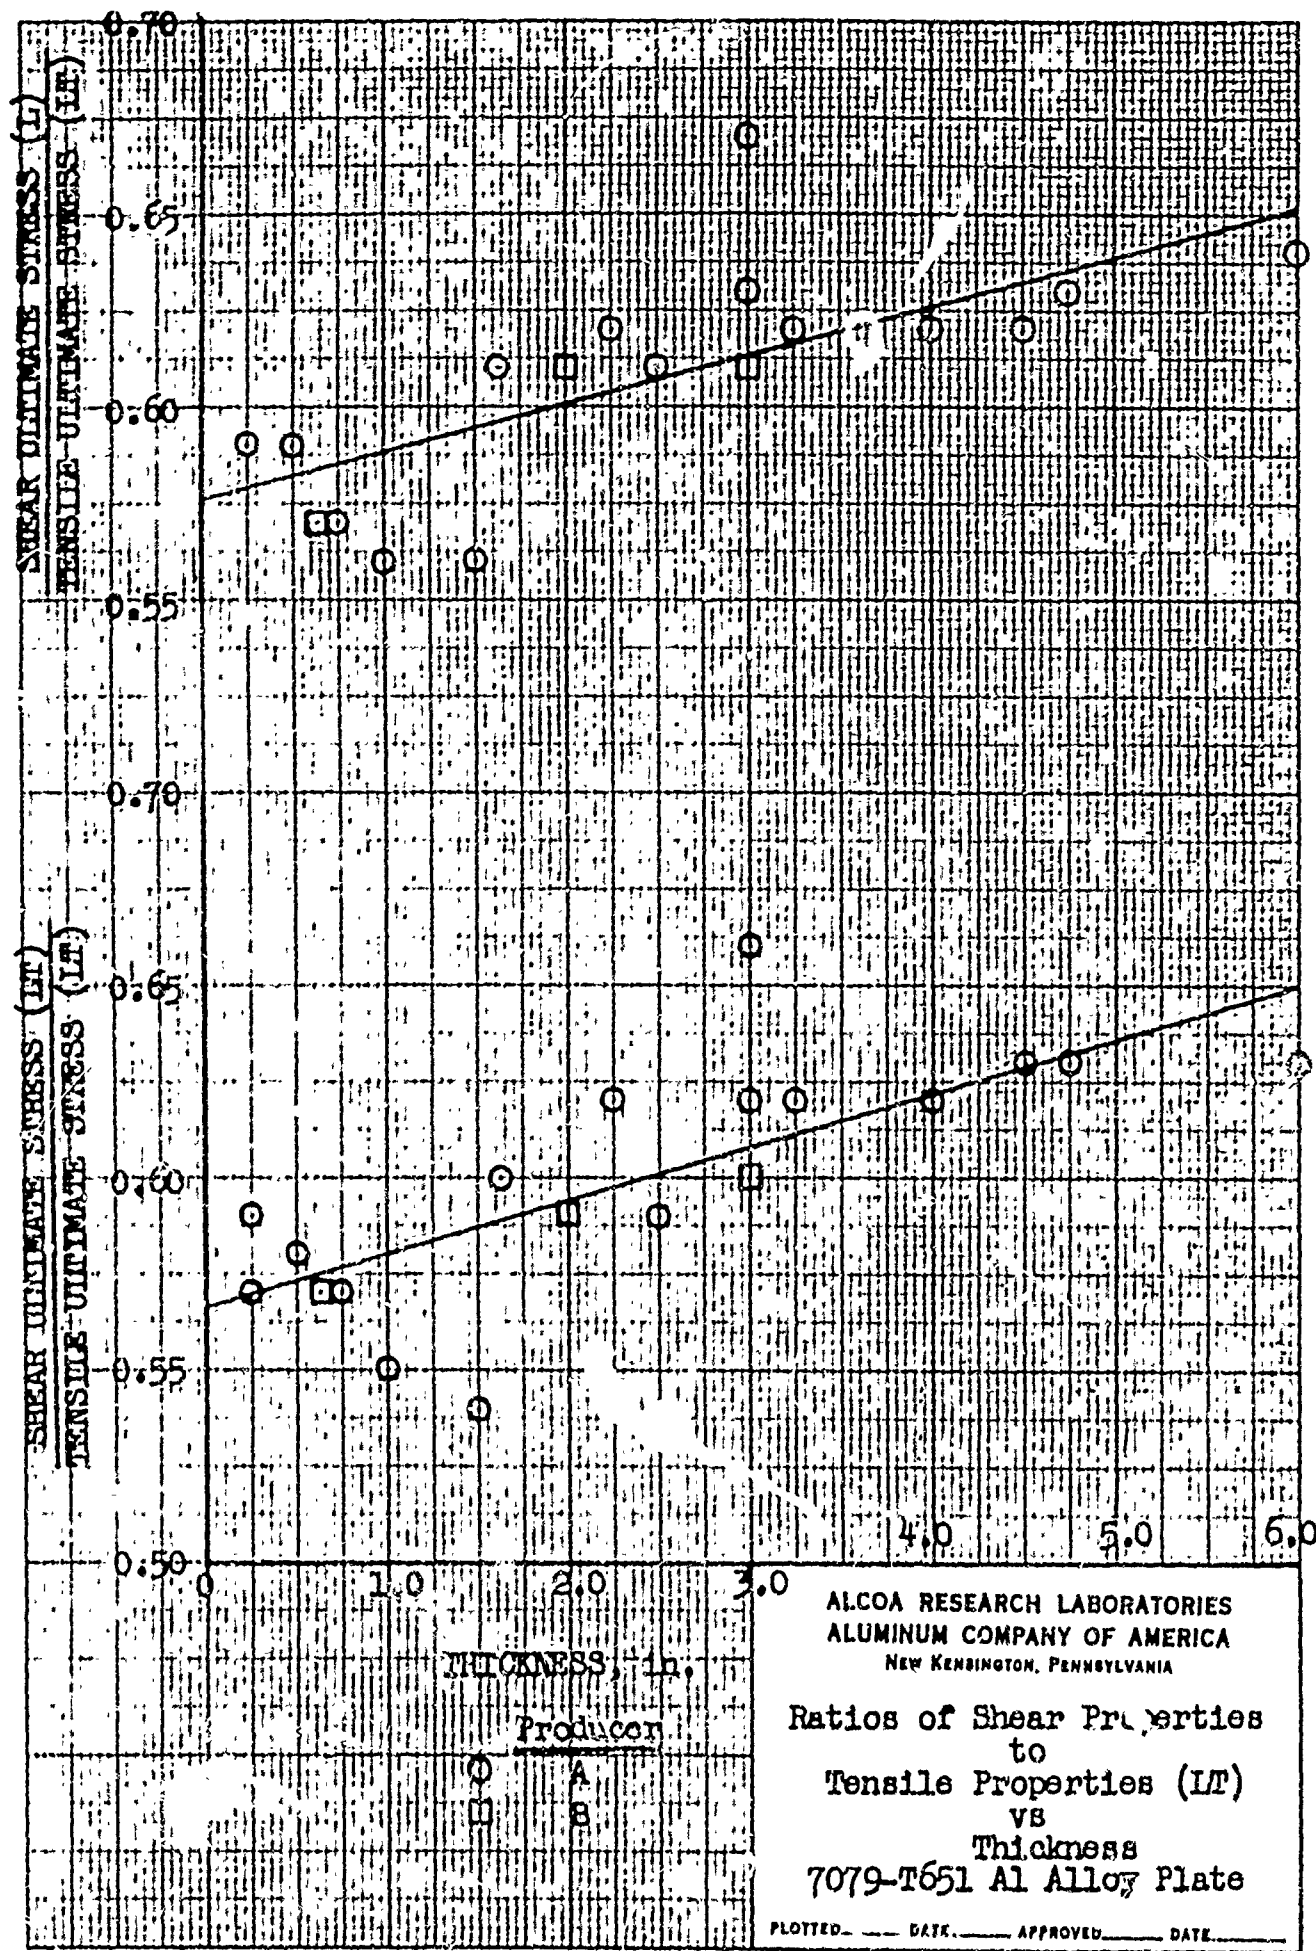 SHEAR ULTIMATE STRESS (L)
TENSILE ULTIMATE STRESS (LT)
0.70
0.65
0.60
0.55
SHEAR ULTIMATE STRESS (LT)
TENSILE ULTIMATE STRESS (LT)
0.70
0.65
0.60
0.55
0.50
0 1.0 2.0 3.0 4.0 5.0 6.0
THICKNESS, in.
Producer
A
B
ALCOA RESEARCH LABORATORIES
ALUMINUM COMPANY OF AMERICA
NEW KENSINGTON, PENNSYLVANIA
Ratios of Shear Properties
to
Tensile Properties (LT)
vs
Thickness
7079-T651 Al Alloy Plate
PLOTTED DATE APPROVED DATE